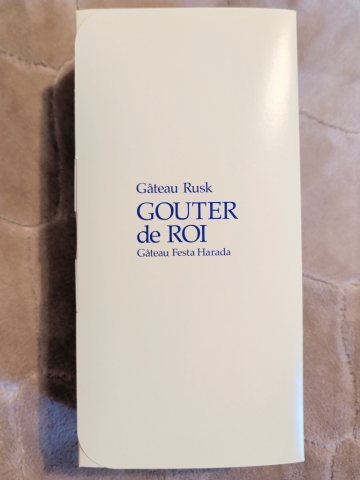 Gâteau Rusk
GOUTER
de ROI
Gâteau Festa Harada